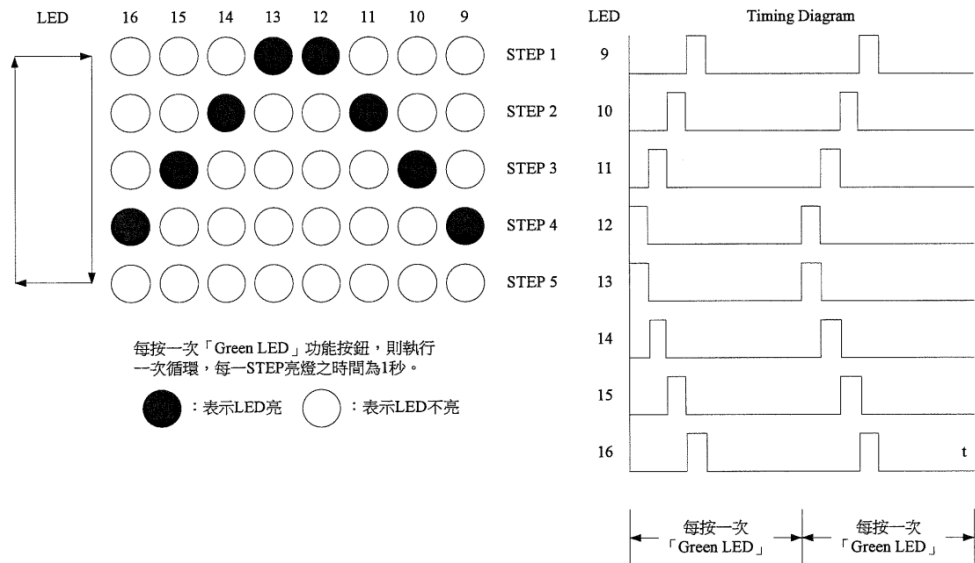 LED 16 15 14 13 12 11 10 9
STEP 1
STEP 2
STEP 3
STEP 4
STEP 5
每按一次「Green LED」功能按鈕，則執行
一次循環，每一STEP亮燈之時間為1秒。
：表示LED亮 ：表示LED不亮
LED Timing Diagram
9
10
11
12
13
14
15
16 t
每按一次 每按一次
「Green LED」 「Green LED」